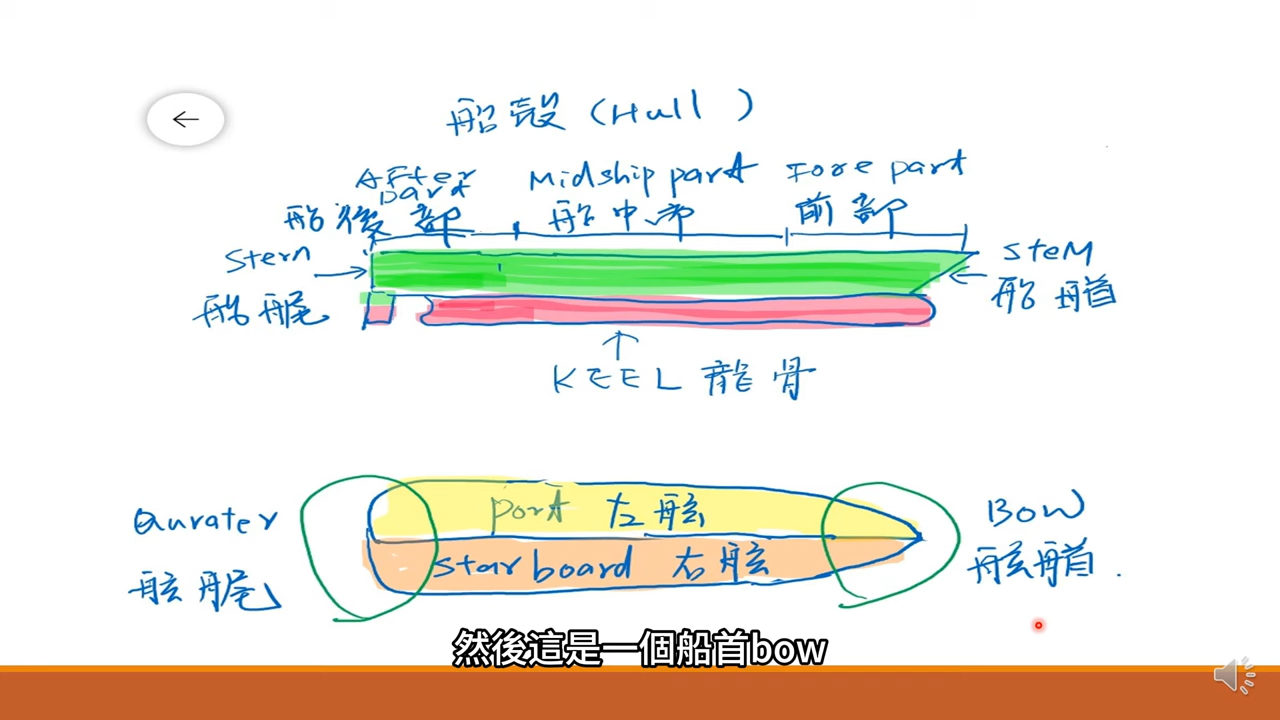 船殼 (Hull)
After part Midship part Fore part
船後部 船中部 前部
Stern
steM
船艉
船艏
KEEL 龍骨
port 左舷
Qurater
Bow
starboard 右舷
舷艉
舷艏.
然後這是一個船首bow